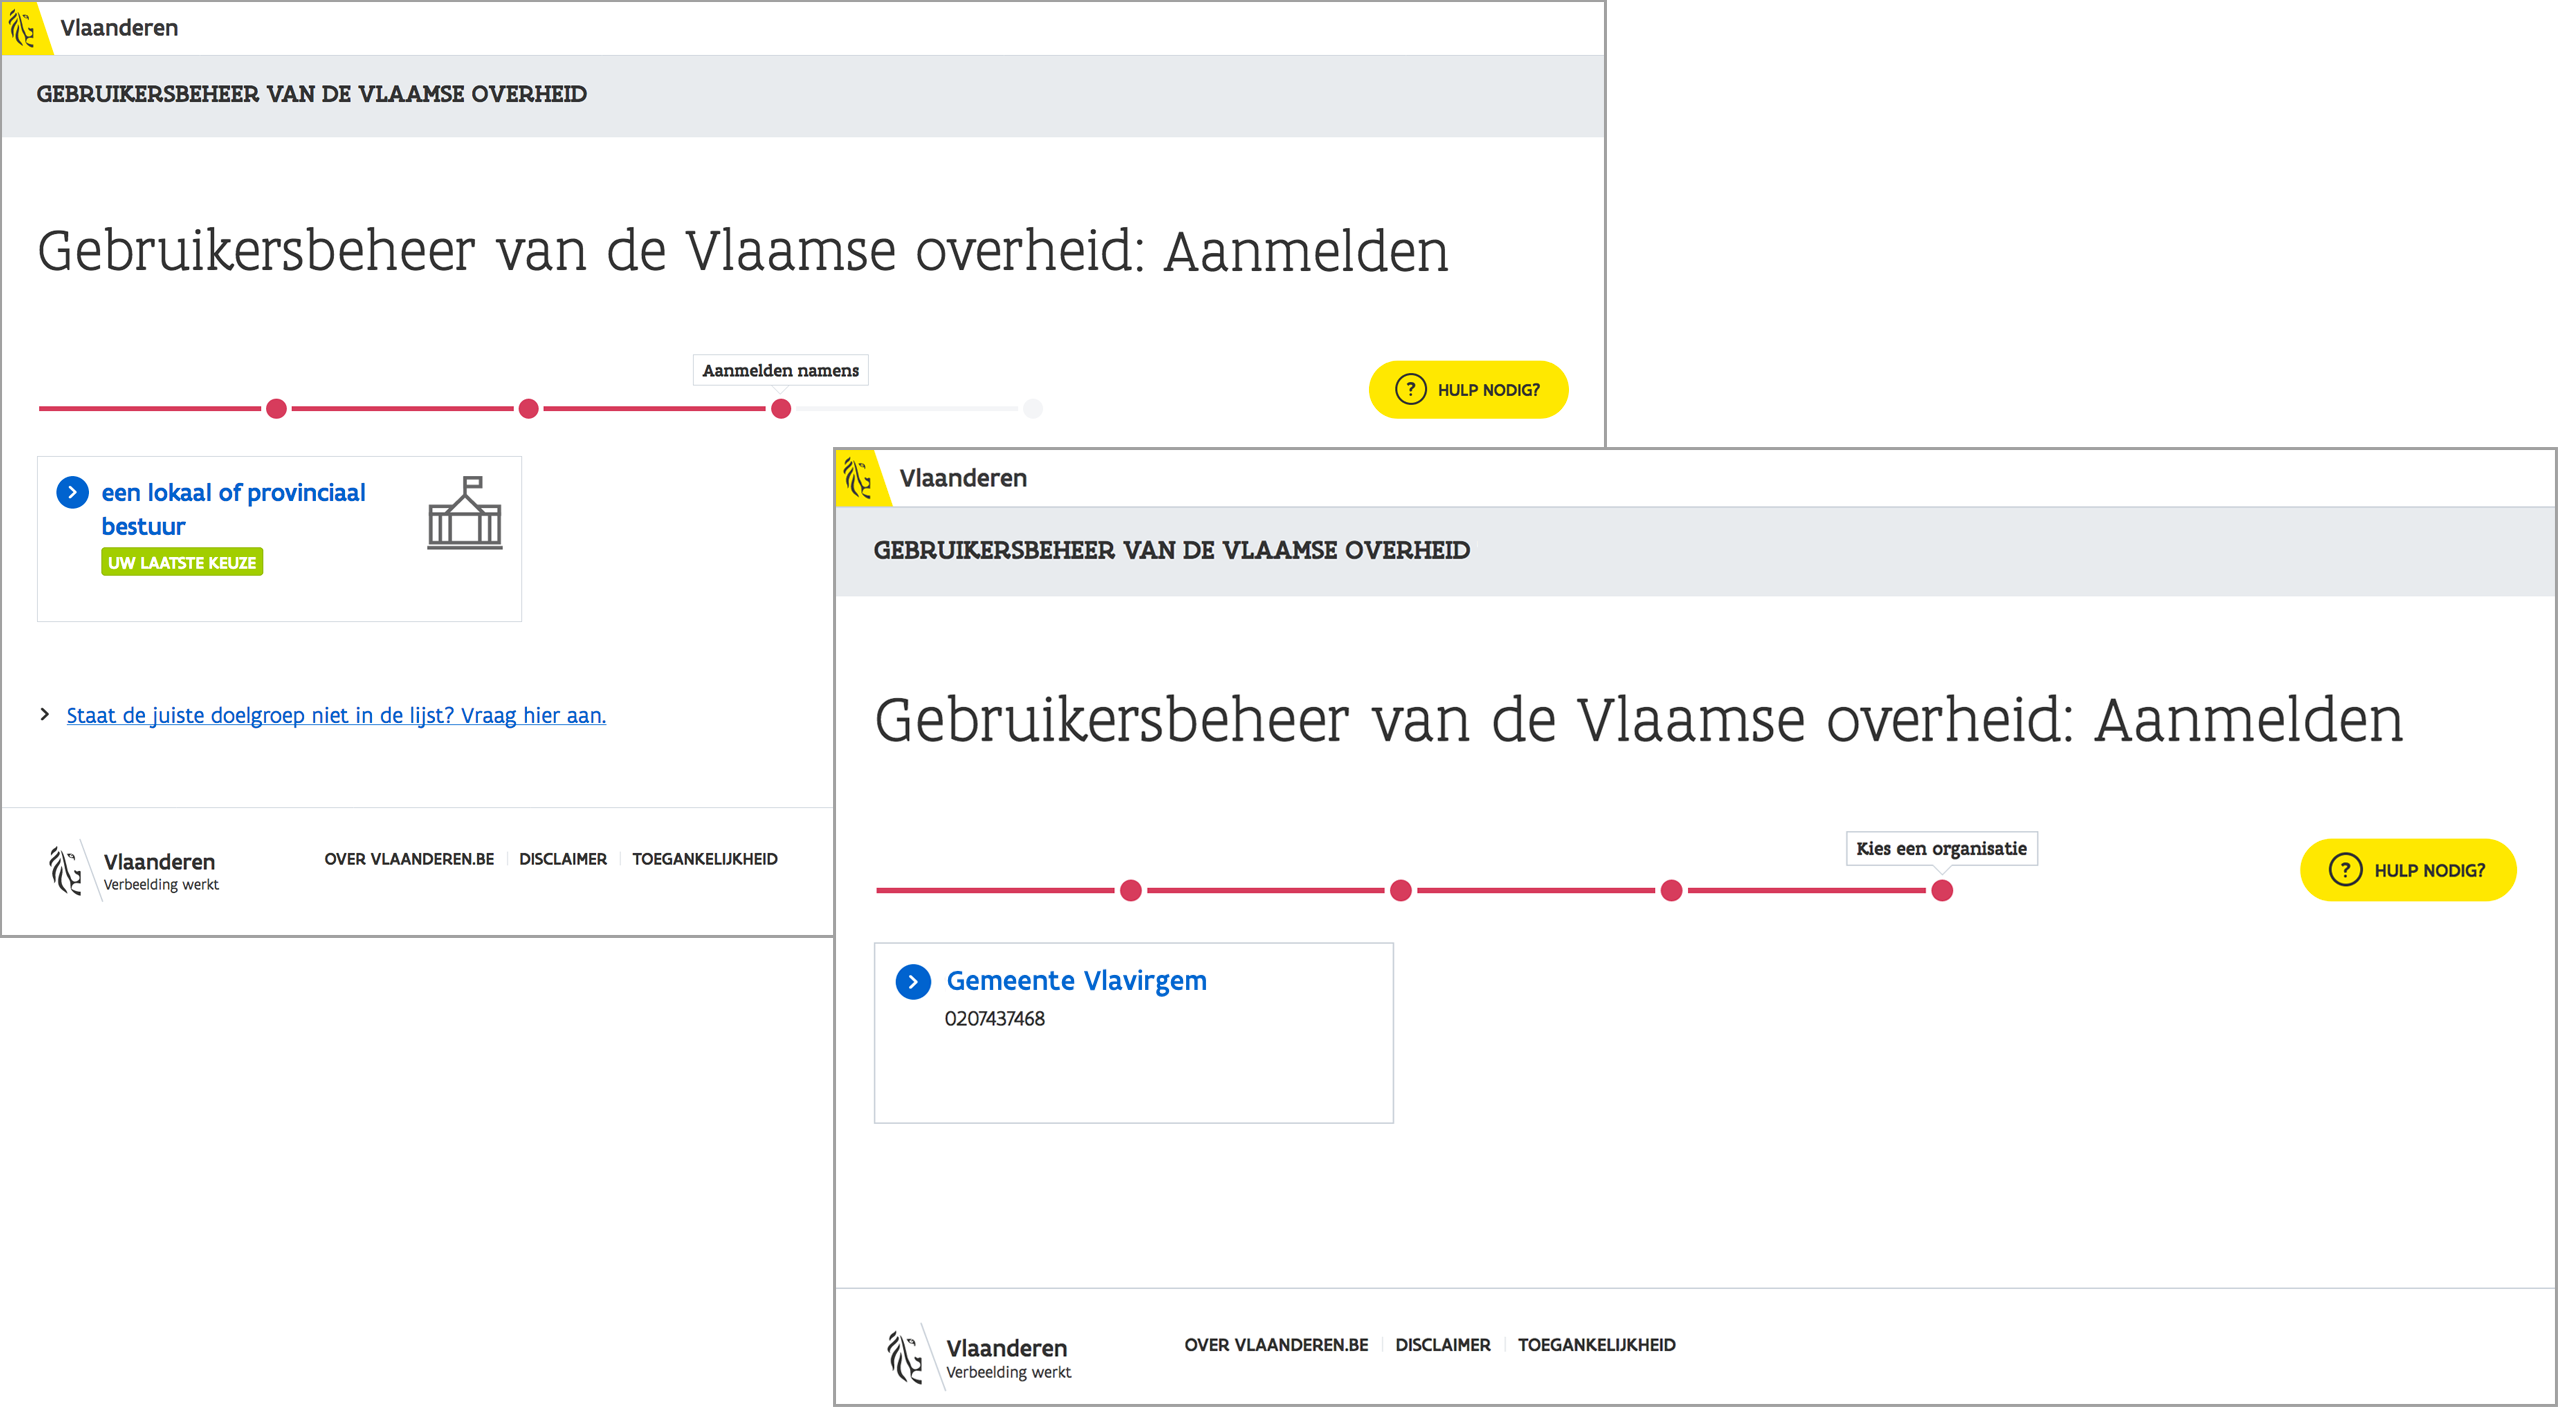 Vlaanderen
GEBRUIKERSBEHEER VAN DE VLAAMSE OVERHEID
Gebruikersbeheer van de Vlaamse overheid: Aanmelden
Aanmelden namens
? HULP NODIG?
een lokaal of provinciaal
bestuur
UW LAATSTE KEUZE
Staat de juiste doelgroep niet in de lijst? Vraag hier aan.
Vlaanderen
Verbeelding werkt
OVER VLAANDEREN.BE DISCLAIMER TOEGANKELIJKHEID
Vlaanderen
GEBRUIKERSBEHEER VAN DE VLAAMSE OVERHEID
Gebruikersbeheer van de Vlaamse overheid: Aanmelden
Kies een organisatie
? HULP NODIG?
Gemeente Vlavirgem
0207437468
Vlaanderen
Verbeelding werkt
OVER VLAANDEREN.BE DISCLAIMER TOEGANKELIJKHEID